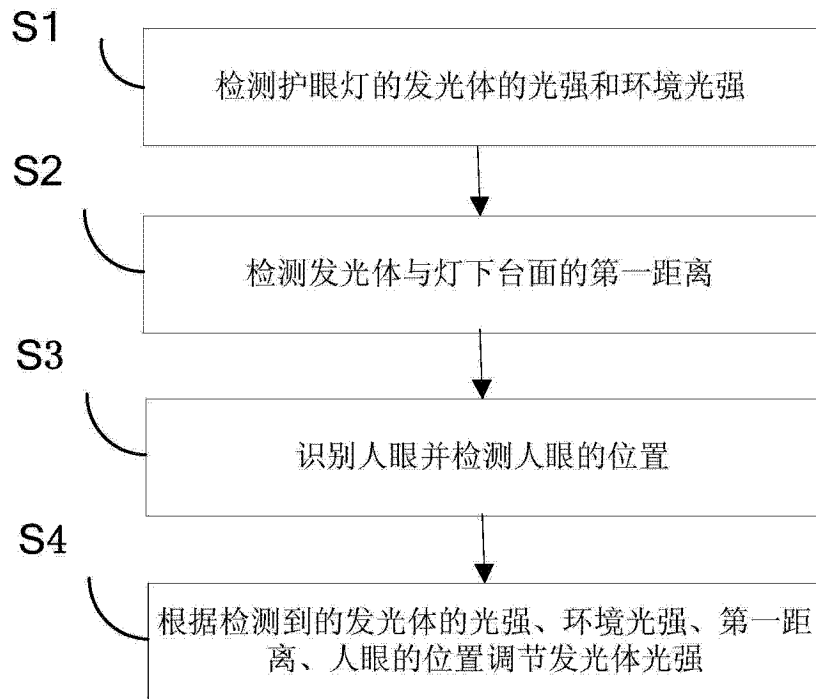 S1
检测护眼灯的发光体的光强和环境光强
S2
检测发光体与灯下台面的第一距离
S3
识别人眼并检测人眼的位置
S4
根据检测到的发光体的光强、环境光强、第一距
离、人眼的位置调节发光体光强